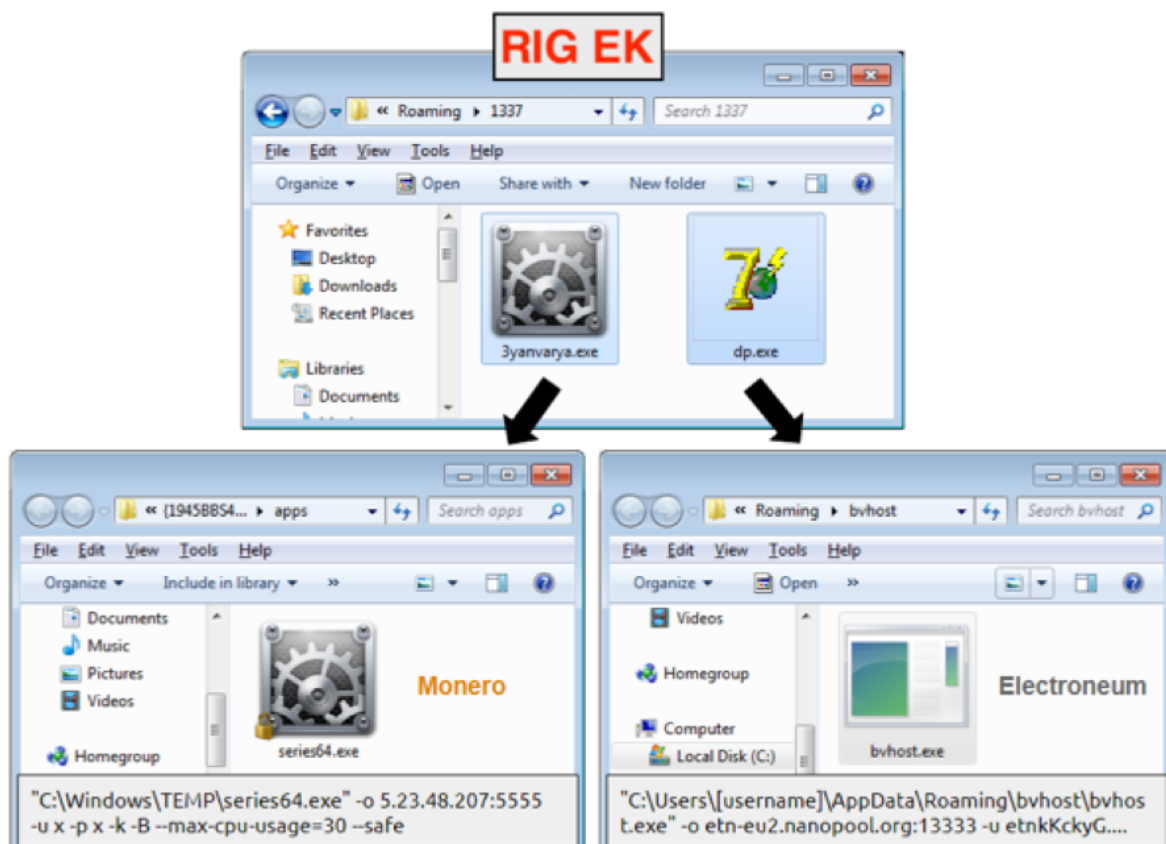 RIG EK
« Roaming ▸ 1337
Search 1337
File Edit View Tools Help
Organize Open Share with New folder
Favorites
Desktop
Downloads
Recent Places
Libraries
Documents
3yanvarya.exe
dp.exe
« {1945BBS4... ▸ apps
Search apps
File Edit View Tools Help
Organize Include in library »
Documents
Music
Pictures
Videos
Homegroup
series64.exe
Monero
"C:\Windows\TEMP\series64.exe" -o 5.23.48.207:5555
-u x -p x -k -B --max-cpu-usage=30 --safe
« Roaming ▸ bvhost
Search bvhost
File Edit View Tools Help
Organize Open »
Videos
Homegroup
Computer
Local Disk (C:)
bvhost.exe
Electroneum
"C:\Users\[username]\AppData\Roaming\bvhost\bvhos
t.exe" -o etn-eu2.nanopool.org:13333 -u etnkKckyG....